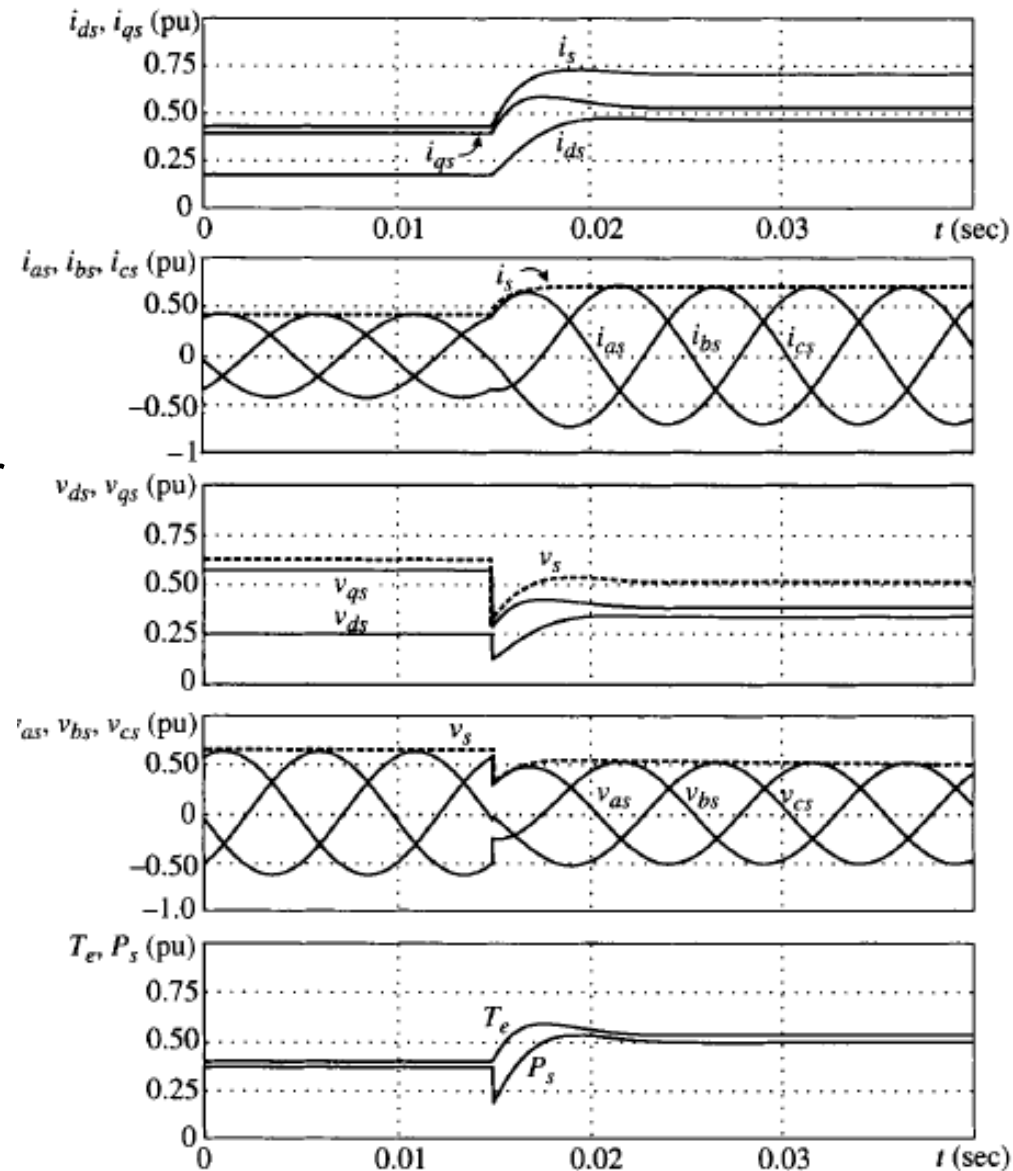 i_ds, i_qs (pu)
0.75
0.50
0.25
0
i_s
i_qs
i_ds
0 0.01 0.02 0.03 t (sec)
i_as, i_bs, i_cs (pu)
0.50
0
−0.50
−1
i_s
i_as i_bs i_cs
v_ds, v_qs (pu)
0.75
0.50
0.25
0
v_s
v_qs
v_ds
as, v_bs, v_cs (pu)
0.50
0
−0.50
−1.0
v_s
v_as v_bs v_cs
T_e, P_s (pu)
0.75
0.50
0.25
0
T_e
P_s
0 0.01 0.02 0.03 t (sec)